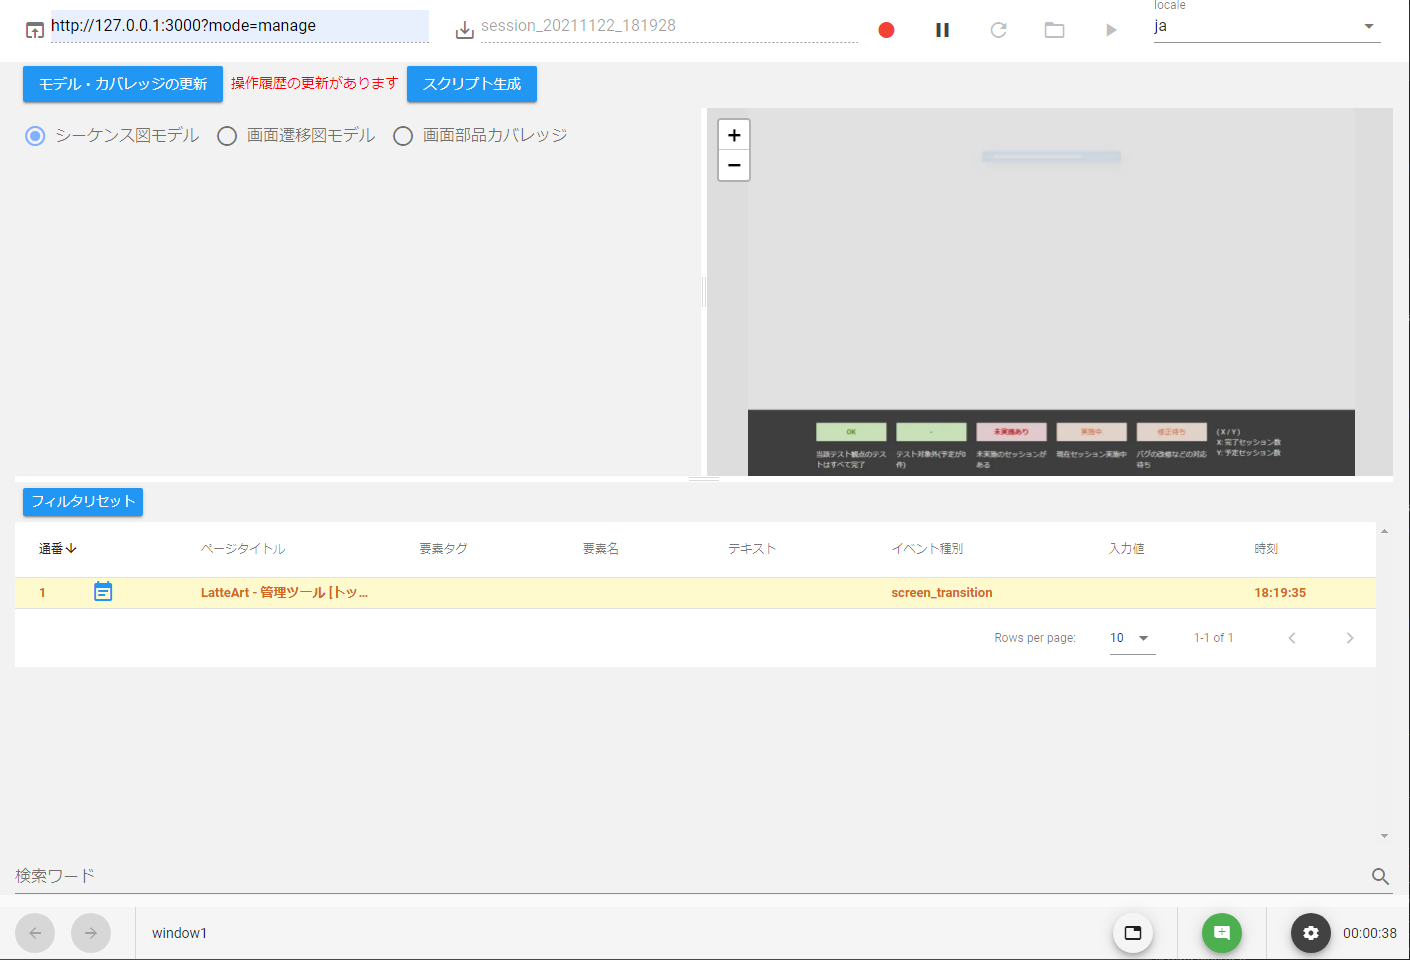 http://127.0.0.1:3000?mode=manage
session_20211122_181928
locale
ja
モデル・カバレッジの更新
操作履歴の更新があります
スクリプト生成
シーケンス図モデル
画面遷移図モデル
画面部品カバレッジ
+
−
OK
-
未実施あり
実施中
修正待ち
( X / Y )
X: 完了セッション数
Y: 予定セッション数
当該テスト観点のテス
トはすべて完了
テスト対象外(予定が0
件)
未実施のセッションが
ある
現在セッション実施中
バグの改修などの対応
待ち
フィルタリセット
通番
ページタイトル
要素タグ
要素名
テキスト
イベント種別
入力値
時刻
1
LatteArt - 管理ツール [トッ...
screen_transition
18:19:35
Rows per page:
10
1-1 of 1
検索ワード
window1
00:00:38